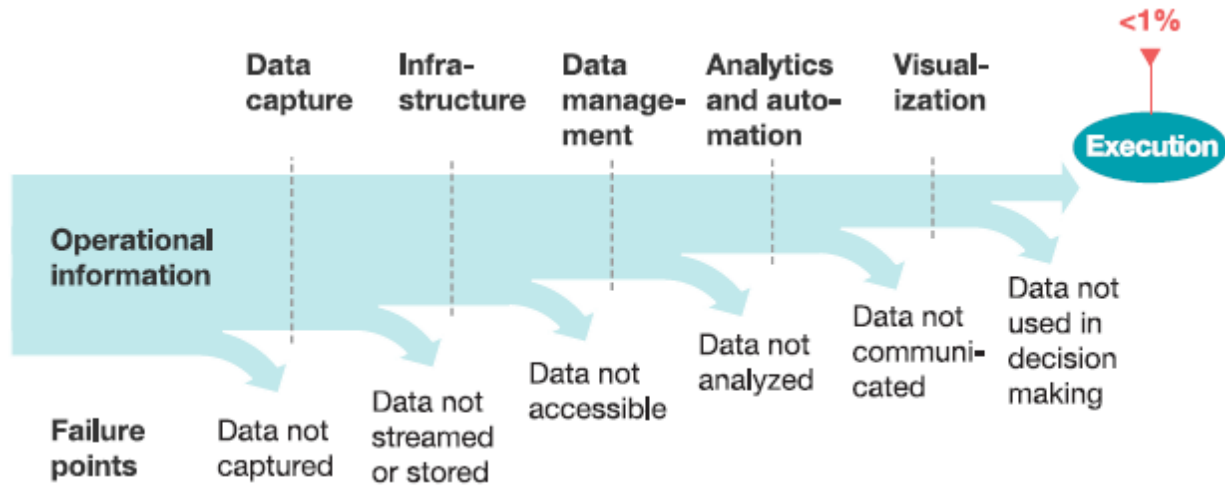 <1%
Data
capture
Infra-
structure
Data
manage-
ment
Analytics
and auto-
mation
Visual-
ization
Execution
Operational
information
Failure
points
Data not
captured
Data not
streamed
or stored
Data not
accessible
Data not
analyzed
Data not
communi-
cated
Data not
used in
decision
making